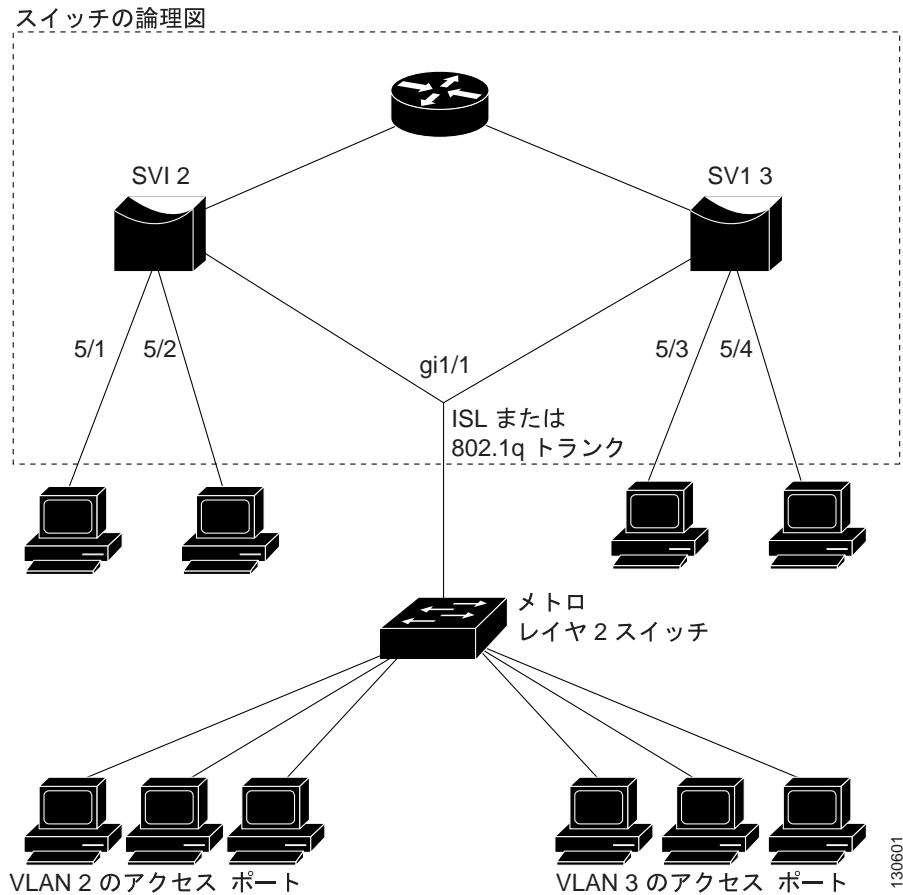 スイッチの論理図
SVI 2
SV1 3
5/1
5/2
gi1/1
5/3
5/4
ISL または
802.1q トランク
メトロ
レイヤ 2 スイッチ
VLAN 2 のアクセス ポート
VLAN 3 のアクセス ポート
130601